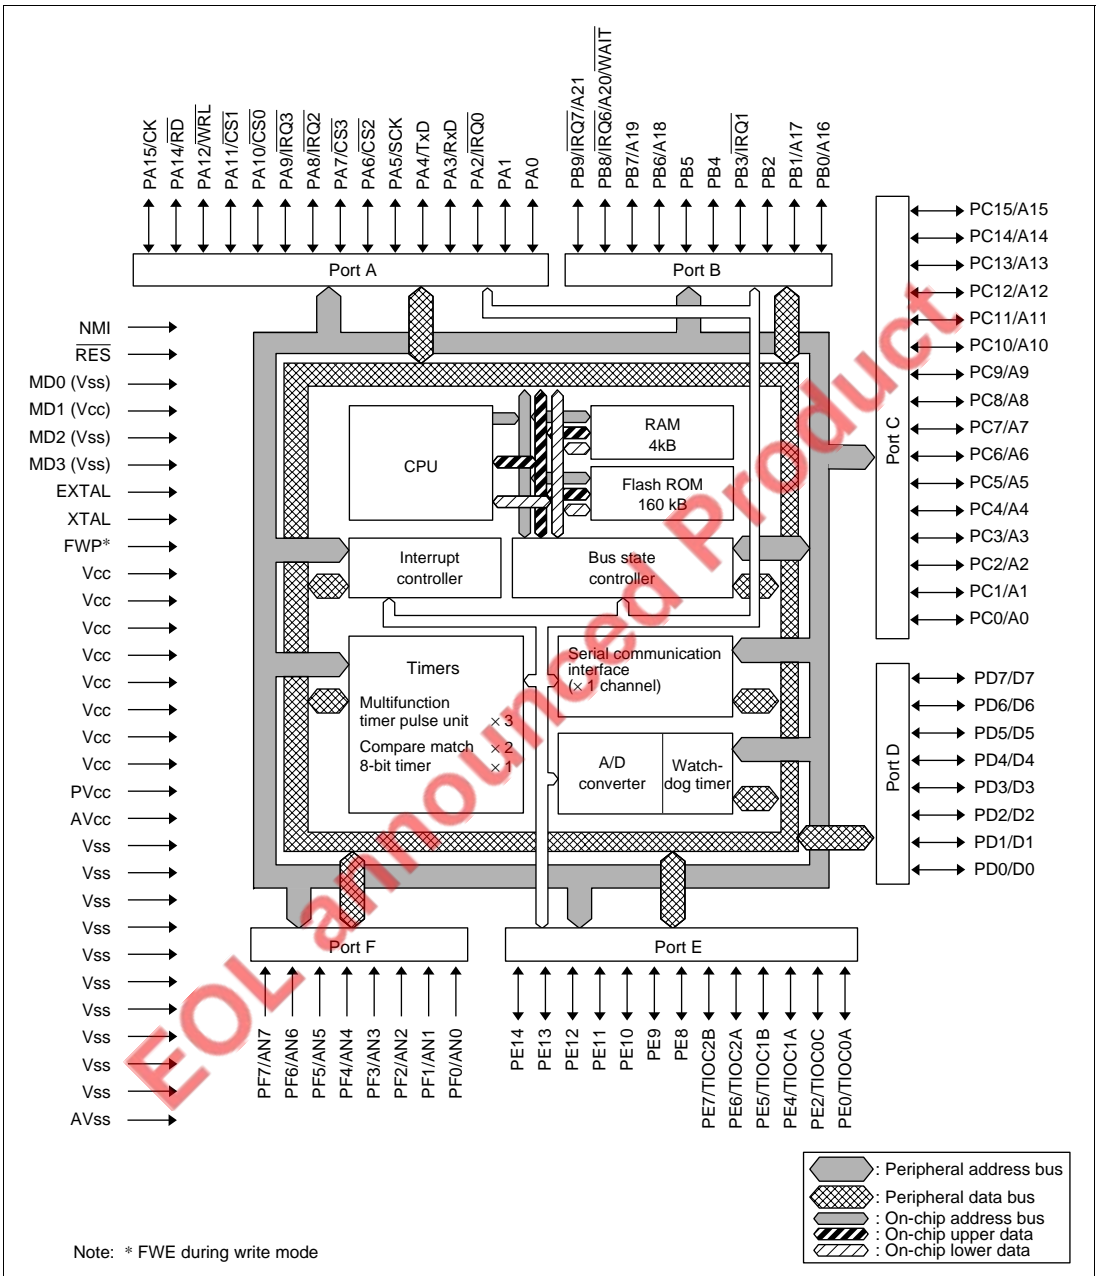 PA15/CK
PA14/RD
PA12/WRL
PA11/CS1
PA10/CS0
PA9/IRQ3
PA8/IRQ2
PA7/CS3
PA6/CS2
PA5/SCK
PA4/TxD
PA3/RxD
PA2/IRQ0
PA1
PA0
PB9/IRQ7/A21
PB8/IRQ6/A20/WAIT
PB7/A19
PB6/A18
PB5
PB4
PB3/IRQ1
PB2
PB1/A17
PB0/A16
Port A
Port B
NMI
RES
MD0 (Vss)
MD1 (Vcc)
MD2 (Vss)
MD3 (Vss)
EXTAL
XTAL
FWP*
Vcc
Vcc
Vcc
Vcc
Vcc
Vcc
Vcc
Vcc
PVcc
AVcc
Vss
Vss
Vss
Vss
Vss
Vss
Vss
Vss
Vss
Vss
AVss
CPU
RAM
4kB
Flash ROM
160 kB
Interrupt
controller
Bus state
controller
Timers
Multifunction
timer pulse unit × 3
Compare match × 2
8-bit timer × 1
Serial communication
interface
(× 1 channel)
A/D
converter
Watch-
dog timer
Port C
PC15/A15
PC14/A14
PC13/A13
PC12/A12
PC11/A11
PC10/A10
PC9/A9
PC8/A8
PC7/A7
PC6/A6
PC5/A5
PC4/A4
PC3/A3
PC2/A2
PC1/A1
PC0/A0
Port D
PD7/D7
PD6/D6
PD5/D5
PD4/D4
PD3/D3
PD2/D2
PD1/D1
PD0/D0
Port F
Port E
PF7/AN7
PF6/AN6
PF5/AN5
PF4/AN4
PF3/AN3
PF2/AN2
PF1/AN1
PF0/AN0
PE14
PE13
PE12
PE11
PE10
PE9
PE8
PE7/TIOC2B
PE6/TIOC2A
PE5/TIOC1B
PE4/TIOC1A
PE2/TIOC0C
PE0/TIOC0A
EOL announced Product
: Peripheral address bus
: Peripheral data bus
: On-chip address bus
: On-chip upper data
: On-chip lower data
Note: * FWE during write mode